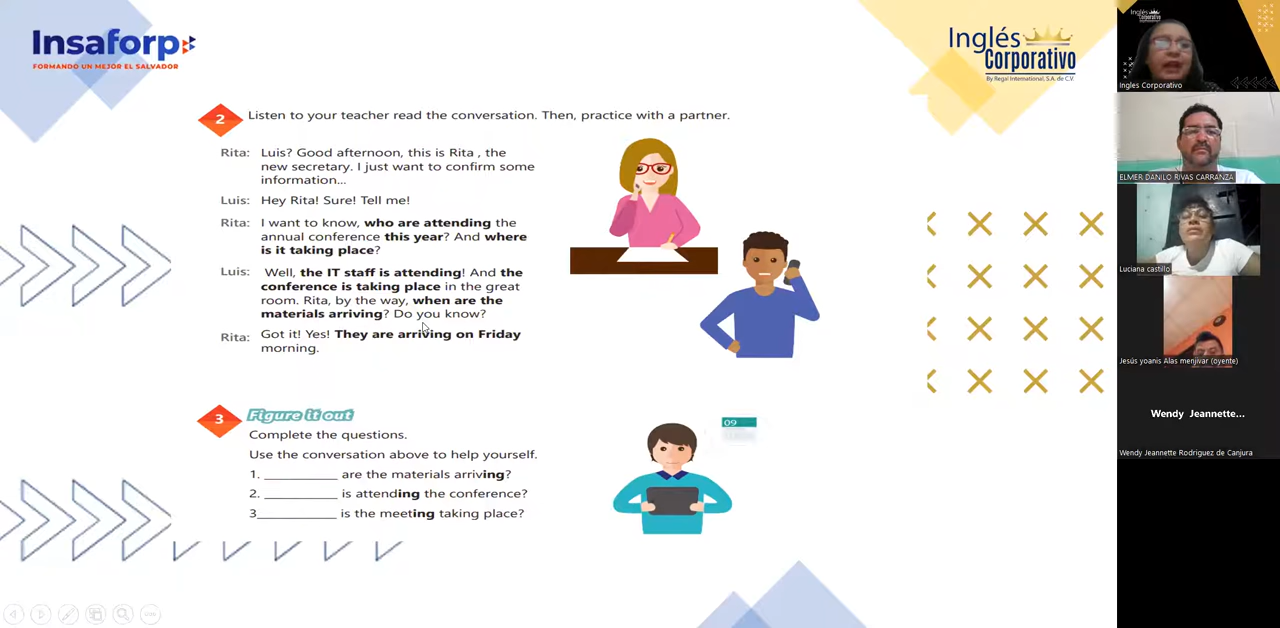 Insaforp
FORMANDO UN MEJOR EL SALVADOR
Inglés
Corporativo
By Regal International, S.A. de C.V.
2
Listen to your teacher read the conversation. Then, practice with a partner.
Rita: Luis? Good afternoon, this is Rita , the
new secretary. I just want to confirm some
information...
Luis: Hey Rita! Sure! Tell me!
Rita: I want to know, who are attending the
annual conference this year? And where
is it taking place?
Luis: Well, the IT staff is attending! And the
conference is taking place in the great
room. Rita, by the way, when are the
materials arriving? Do you know?
Rita: Got it! Yes! They are arriving on Friday
morning.
3
Figure it out
Complete the questions.
Use the conversation above to help yourself.
1. __________ are the materials arriving?
2. __________ is attending the conference?
3___________ is the meeting taking place?
09
Inglés
Corporativo
Ingles Corporativo
ELMER DANILO RIVAS CARRANZA
Luciana castillo
Jesús yoanis Alas menjivar (oyente)
Wendy Jeannette...
Wendy Jeannette Rodriguez de Canjura